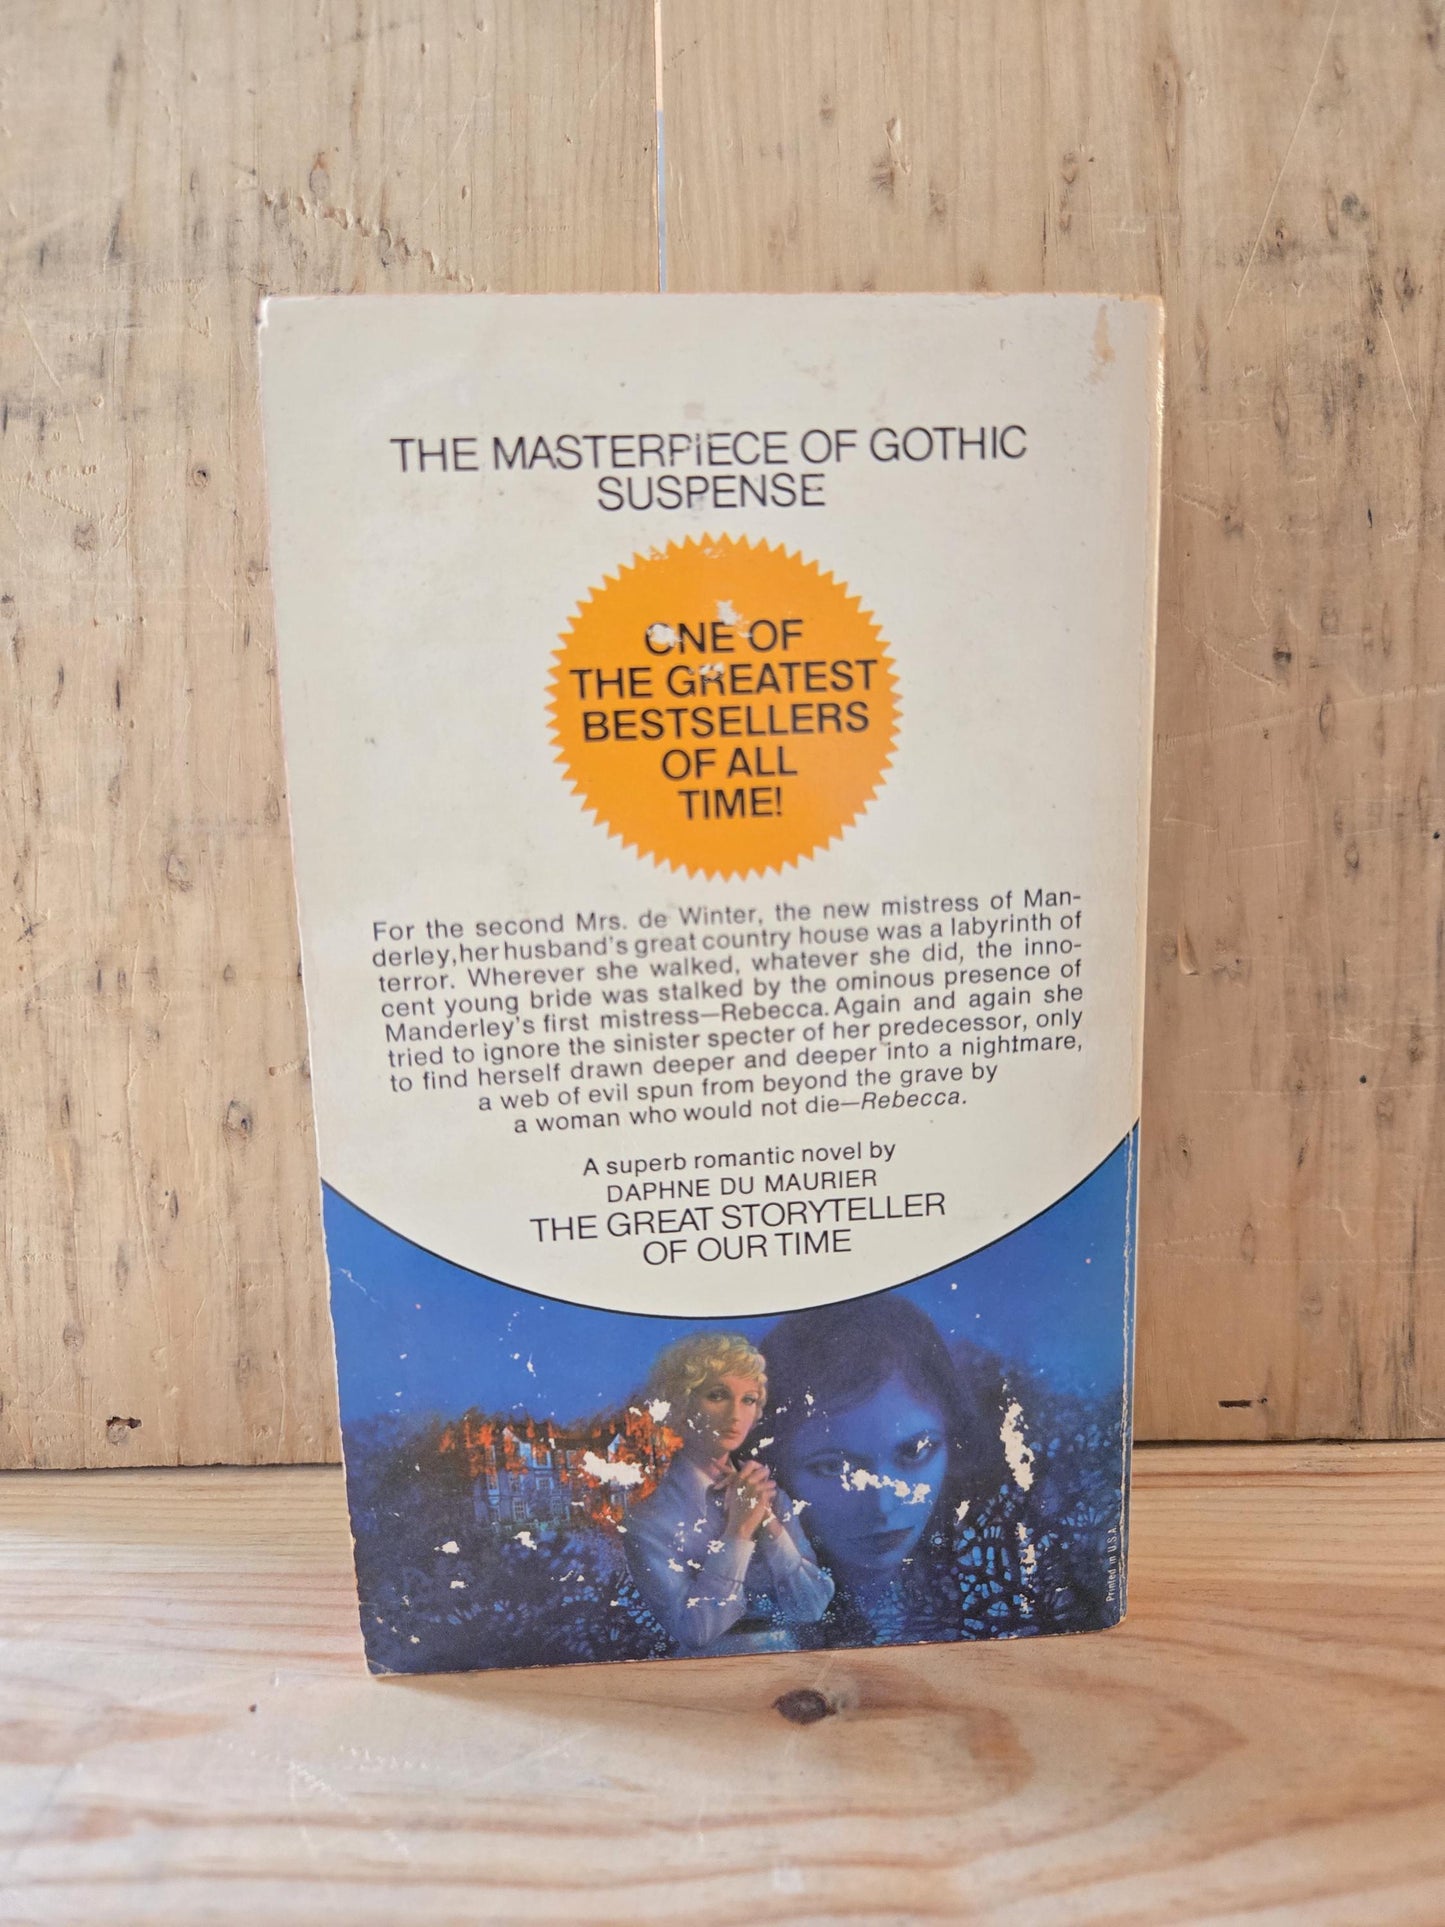 THE MASTERPIECE OF GOTHIC
SUSPENSE
ONE OF
THE GREATEST
BESTSELLERS
OF ALL
TIME!
For the second Mrs. de Winter, the new mistress of Man-
derley, her husband's great country house was a labyrinth of
terror. Wherever she walked, whatever she did, the inno-
cent young bride was stalked by the ominous presence of
Manderley's first mistress—Rebecca. Again and again she
tried to ignore the sinister specter of her predecessor, only
to find herself drawn deeper and deeper into a nightmare,
a web of evil spun from beyond the grave by
a woman who would not die—Rebecca.
A superb romantic novel by
DAPHNE DU MAURIER
THE GREAT STORYTELLER
OF OUR TIME
Printed in U.S.A.